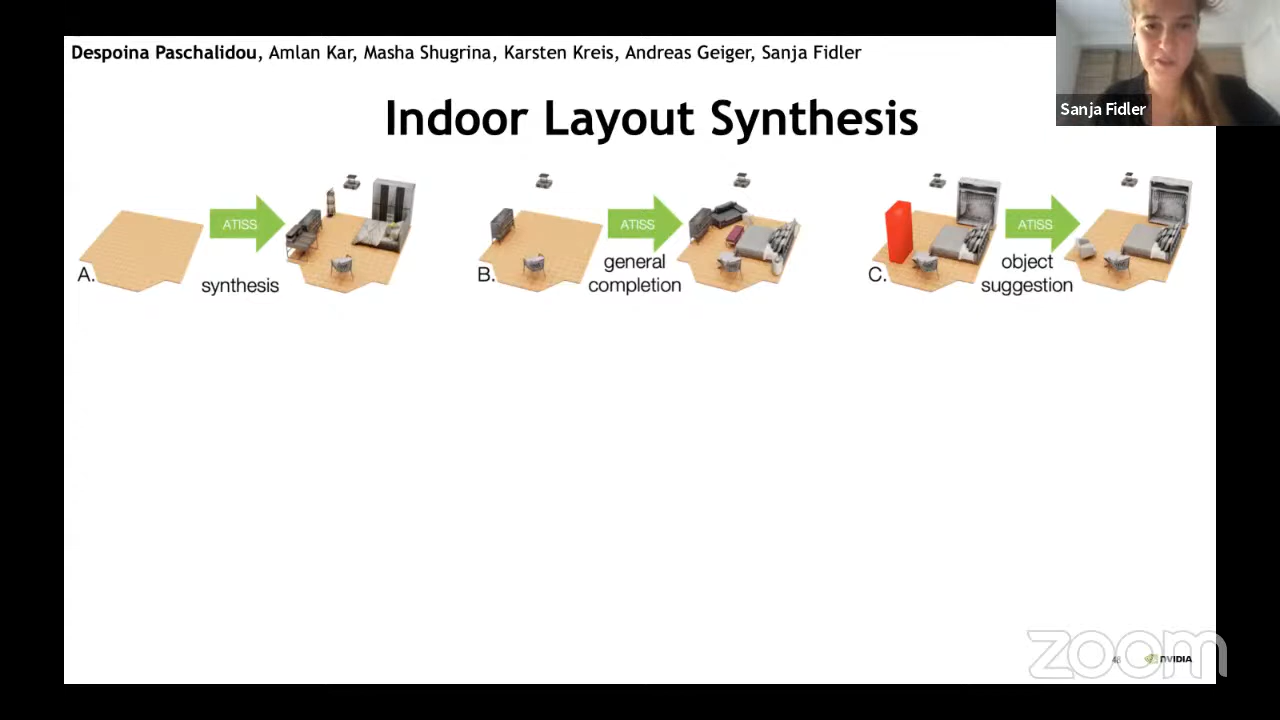 Despoina Paschalidou, Amlan Kar, Masha Shugrina, Karsten Kreis, Andreas Geiger, Sanja Fidler
Sanja Fidler
Indoor Layout Synthesis
ATISS
ATISS
ATISS
A.
synthesis
B.
general
completion
C.
object
suggestion
zoom
48
NVIDIA